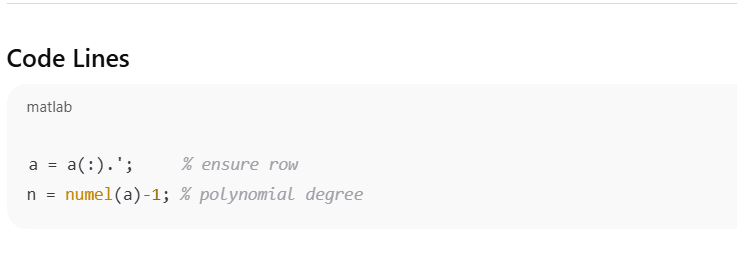 Code Lines
matlab
a = a(:).';     % ensure row
n = numel(a)-1; % polynomial degree